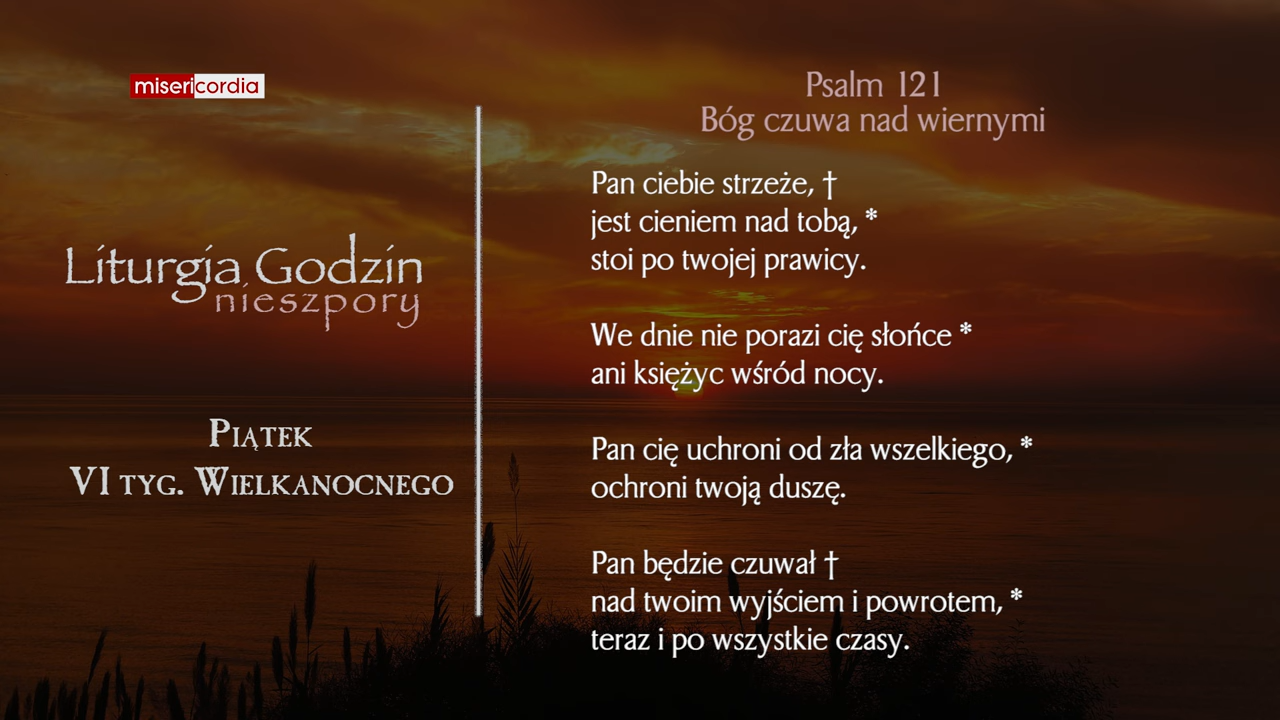 misericordia
Liturgia Godzin
nieszpory
Piątek
VI tyg. Wielkanocnego
Psalm 121
Bóg czuwa nad wiernymi
Pan ciebie strzeże, †
jest cieniem nad tobą, *
stoi po twojej prawicy.
We dnie nie porazi cię słońce *
ani księżyc wśród nocy.
Pan cię uchroni od zła wszelkiego, *
ochroni twoją duszę.
Pan będzie czuwał †
nad twoim wyjściem i powrotem, *
teraz i po wszystkie czasy.